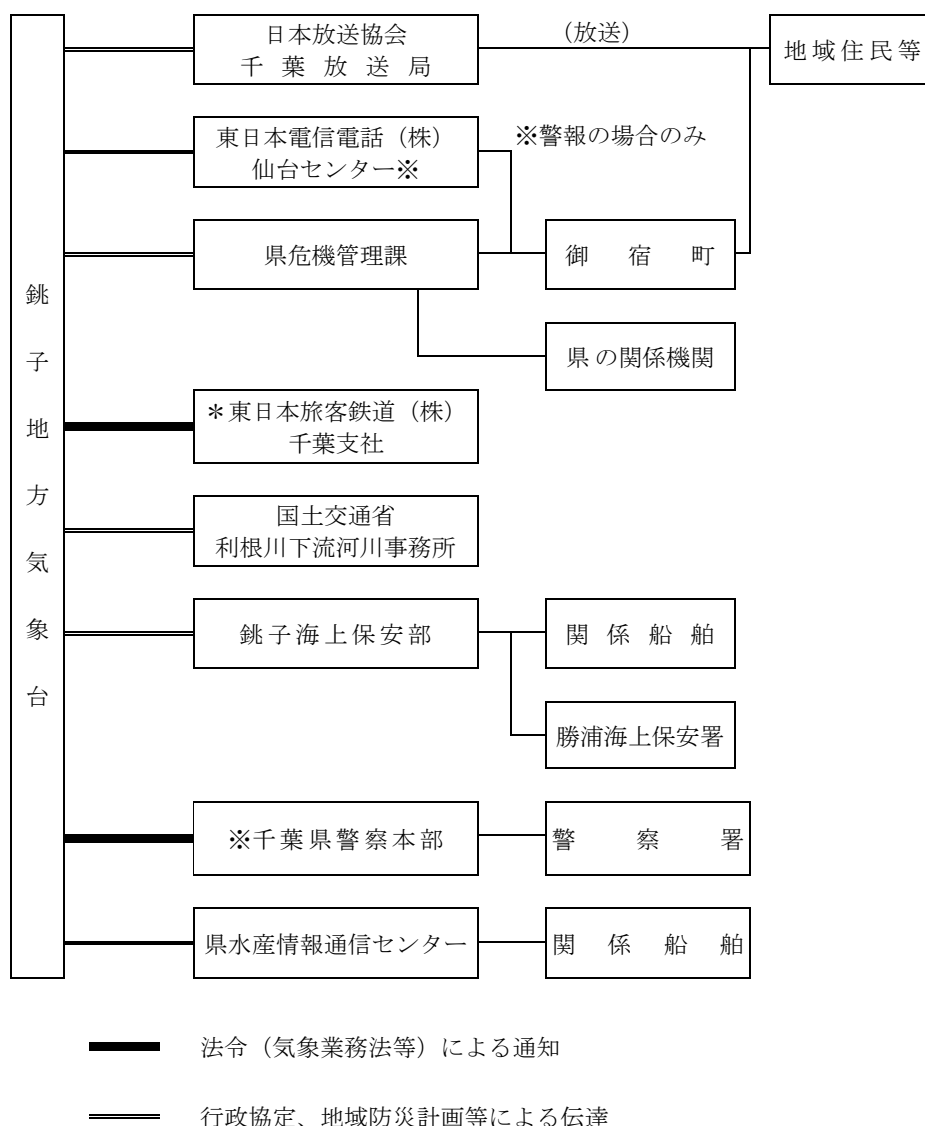 銚子地方気象台
日本放送協会
千葉放送局
（放送）
地域住民等
東日本電信電話（株）
仙台センター※
※警報の場合のみ
県危機管理課
御宿町
県の関係機関
＊東日本旅客鉄道（株）
千葉支社
国土交通省
利根川下流河川事務所
銚子海上保安部
関係船舶
勝浦海上保安署
※千葉県警察本部
警察署
県水産情報通信センター
関係船舶
法令（気象業務法等）による通知
行政協定、地域防災計画等による伝達